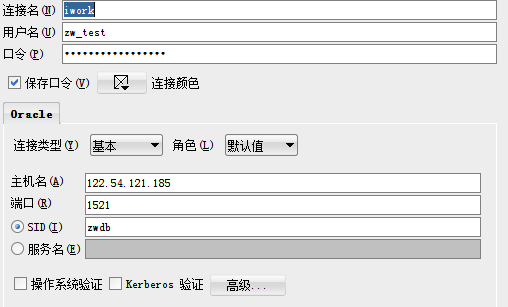 连接名(N) iwork
用户名(U) zw_test
口令(P) •••••••••••••••••
保存口令(V) 连接颜色
Oracle
连接类型(Y) 基本 角色(L) 默认值
主机名(A) 122.54.121.185
端口(R) 1521
SID(I) zwdb
服务名(E)
操作系统验证 Kerberos 验证 高级...